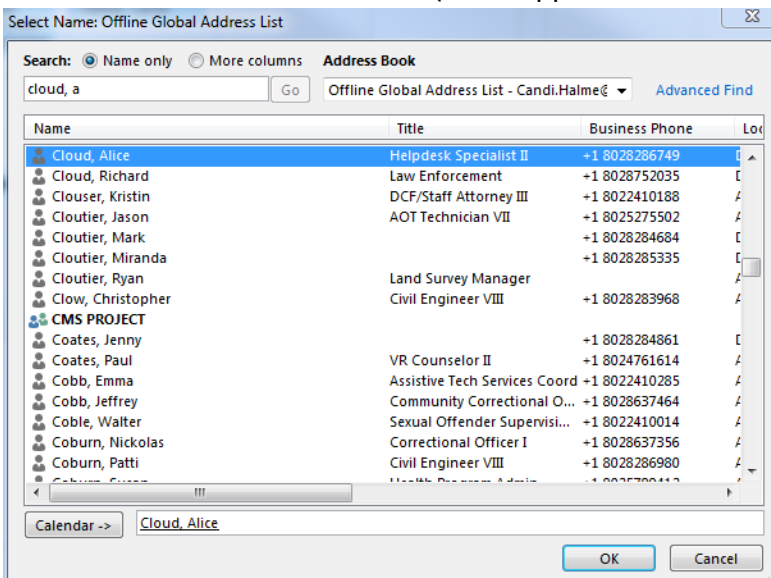 Select Name: Offline Global Address List
Search: Name only More columns Address Book
cloud, a Go Offline Global Address List - Candi.Halme@ Advanced Find
Name Title Business Phone
Cloud, Alice Helpdesk Specialist II +1 8028286749
Cloud, Richard Law Enforcement +1 8028752035
Clouser, Kristin DCF/Staff Attorney III +1 8022410188
Cloutier, Jason AOT Technician VII +1 8025275502
Cloutier, Mark +1 8028284684
Cloutier, Miranda +1 8028285335
Cloutier, Ryan Land Survey Manager
Clow, Christopher Civil Engineer VIII +1 8028283968
CMS PROJECT
Coates, Jenny +1 8028284861
Coates, Paul VR Counselor II +1 8024761614
Cobb, Emma Assistive Tech Services Coord +1 8022410285
Cobb, Jeffrey Community Correctional O... +1 8028637464
Coble, Walter Sexual Offender Supervisi... +1 8022410014
Coburn, Nickolas Correctional Officer I +1 8028637356
Coburn, Patti Civil Engineer VIII +1 8028286980
Calendar -> Cloud, Alice
OK Cancel